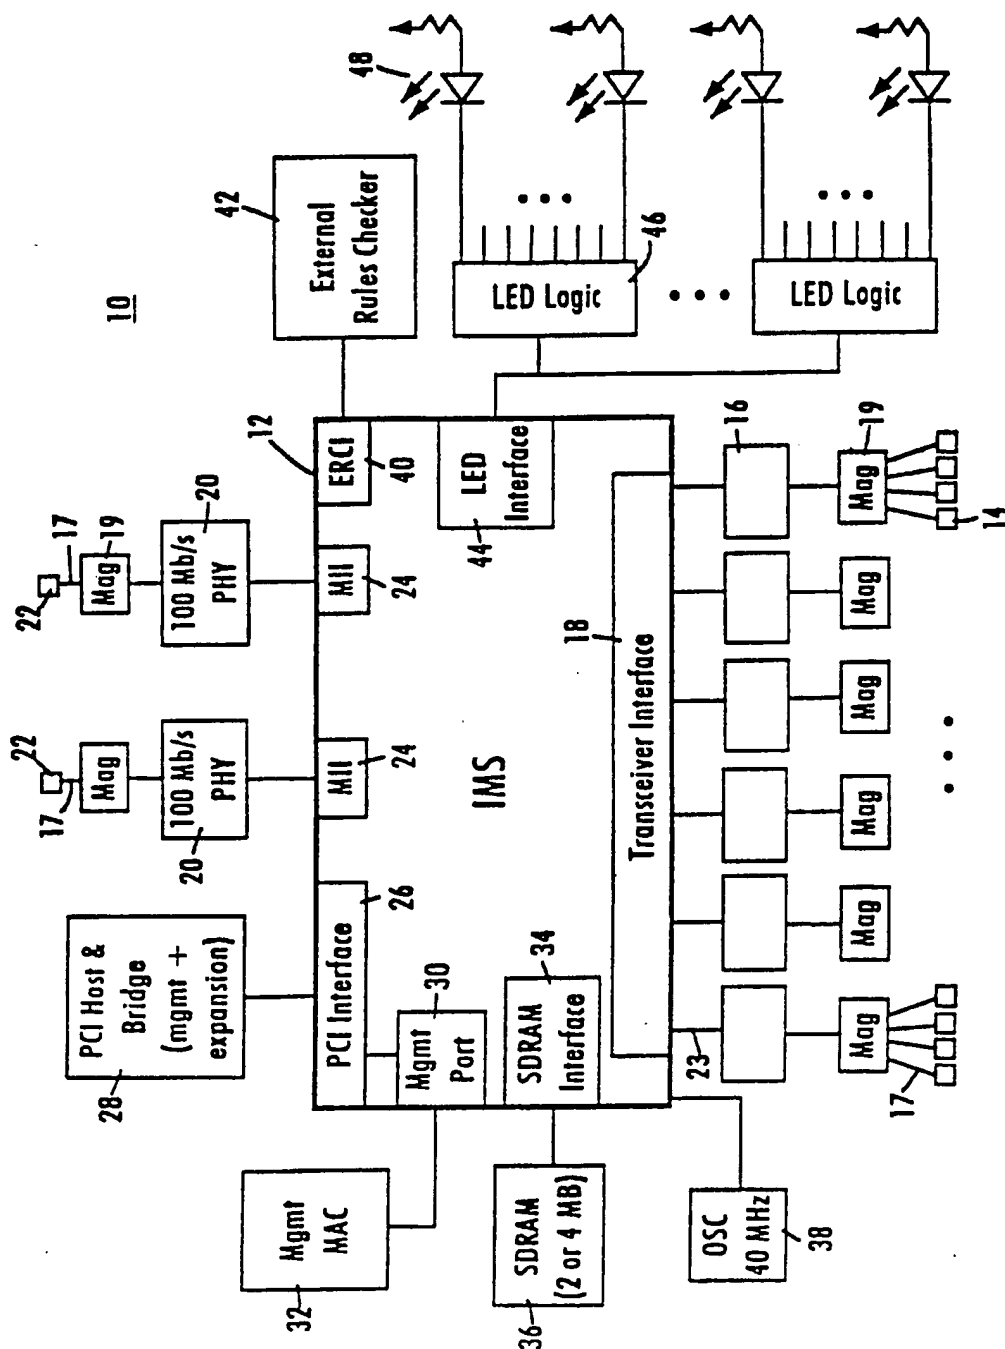 10
28
PCI Host &
Bridge
(mgmt +
expansion)
22
17
Mag
100 Mb/s
PHY
20
22
17
Mag
19
100 Mb/s
PHY
20
12
42
External
Rules Checker
32
Mgmt
MAC
PCI Interface
26
MII
24
MII
24
ERCI
40
30
Mgmt
Port
IMS
LED
Interface
44
36
SDRAM
(2 or 4 MB)
34
SDRAM
Interface
18
Transceiver Interface
LED Logic
46
LED Logic
48
OSC
40 MHz
38
23
16
Mag
Mag
Mag
Mag
Mag
Mag
19
17
14